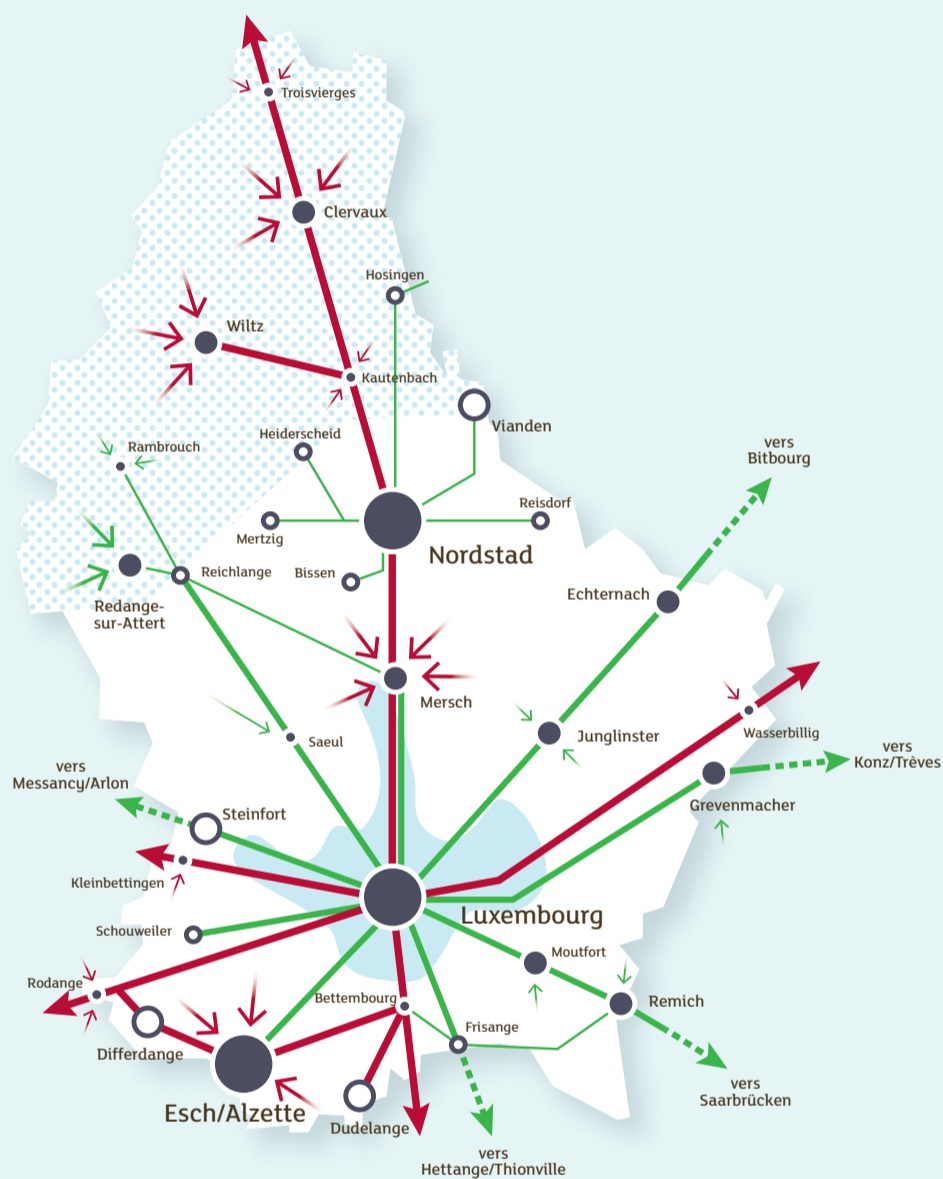 Troisvierges
Clervaux
Hosingen
Wiltz
Kautenbach
Vianden
Heiderscheid
Rambrouch
vers
Bitbourg
Reisdorf
Mertzig
Nordstad
Bissen
Reichlange
Redange-
sur-Attert
Echternach
Mersch
Junglinster
Wasserbillig
Saeul
vers
Konz/Trèves
vers
Messancy/Arlon
Grevenmacher
Steinfort
Kleinbettingen
Luxembourg
Schouweiler
Moutfort
Rodange
Bettembourg
Remich
Frisange
Differdange
vers
Saarbrücken
Esch/Alzette
Dudelange
vers
Hettange/Thionville